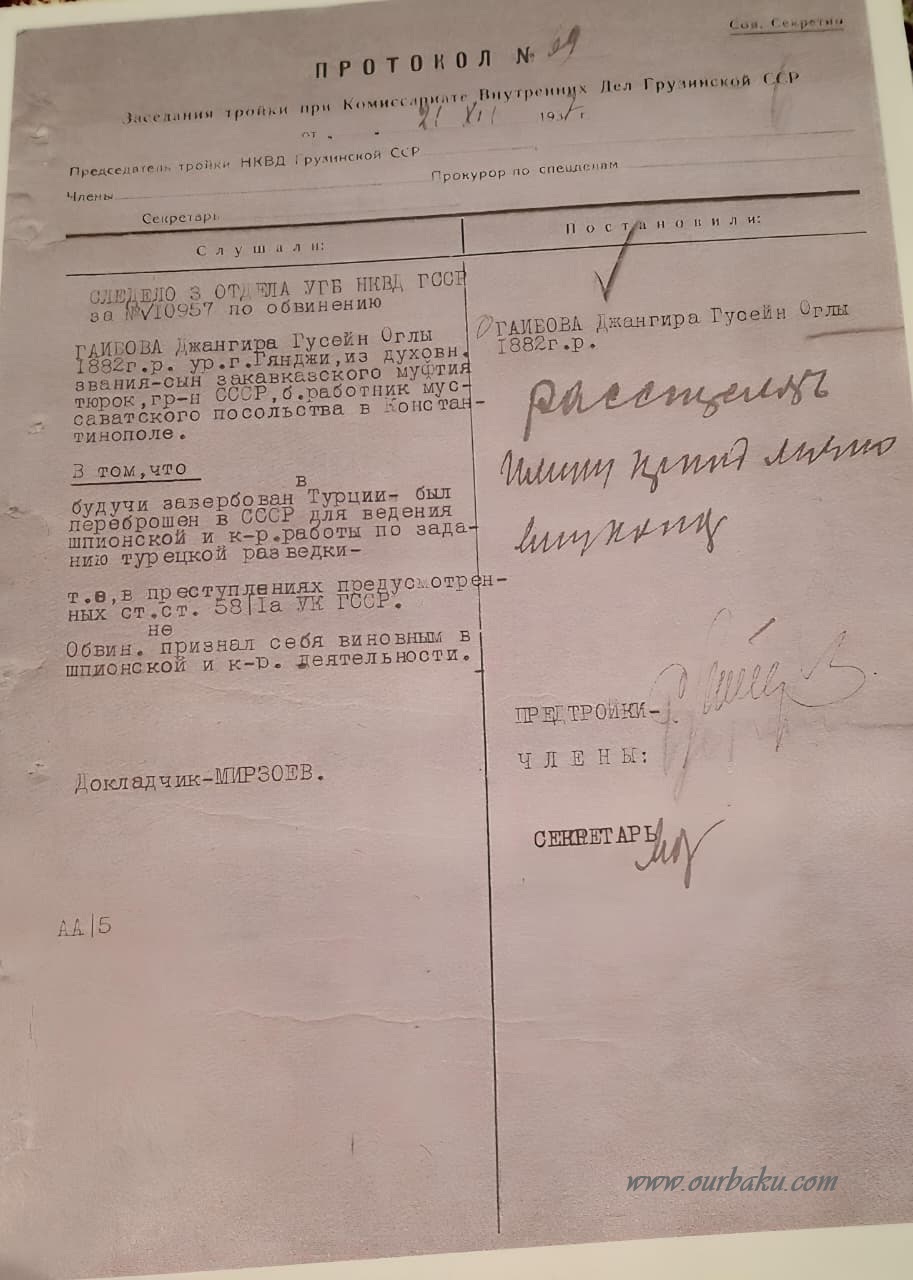 Сов. Секретно
ПРОТОКОЛ №
Заседания тройки при Комиссариате Внутренних Дел Грузинской ССР
от 21 XII 1937 г.
Председатель тройки НКВД Грузинской ССР
Члены Прокурор по спецделам
Секретарь
Слушали:
СЛЕДЕЛО 3 ОТДЕЛА УГБ НКВД ГССР
за №VI0957 по обвинению
ГАИБОВА Джангира Гусейн Оглы
1882г.р. ур.г.Гянджи,из духовн.
звания-сын закавказского муфтия
тюрок,гр-н СССР,б.работник мус-
саватского посольства в Констан-
тинополе.
В том,что
в
будучи завербован Турции- был
переброшен в СССР для ведения
шпионской и к-р.работы по зада-
нию турецкой разведки-
т.е,в преступлениях предусмотрен-
ных ст.ст. 58|Iа УК ГССР.
не
Обвин. признал себя виновным в
шпионской и к-р. деятельности.
Докладчик-МИРЗОЕВ.
АА|5
Постановили:
ГАИБОВА Джангира Гусейн Оглы
1882г.р.
расстрелять
лично
ПРЕДТРОЙКИ-
ЧЛЕНЫ:
СЕКРЕТАРЬ
www.ourbaku.com